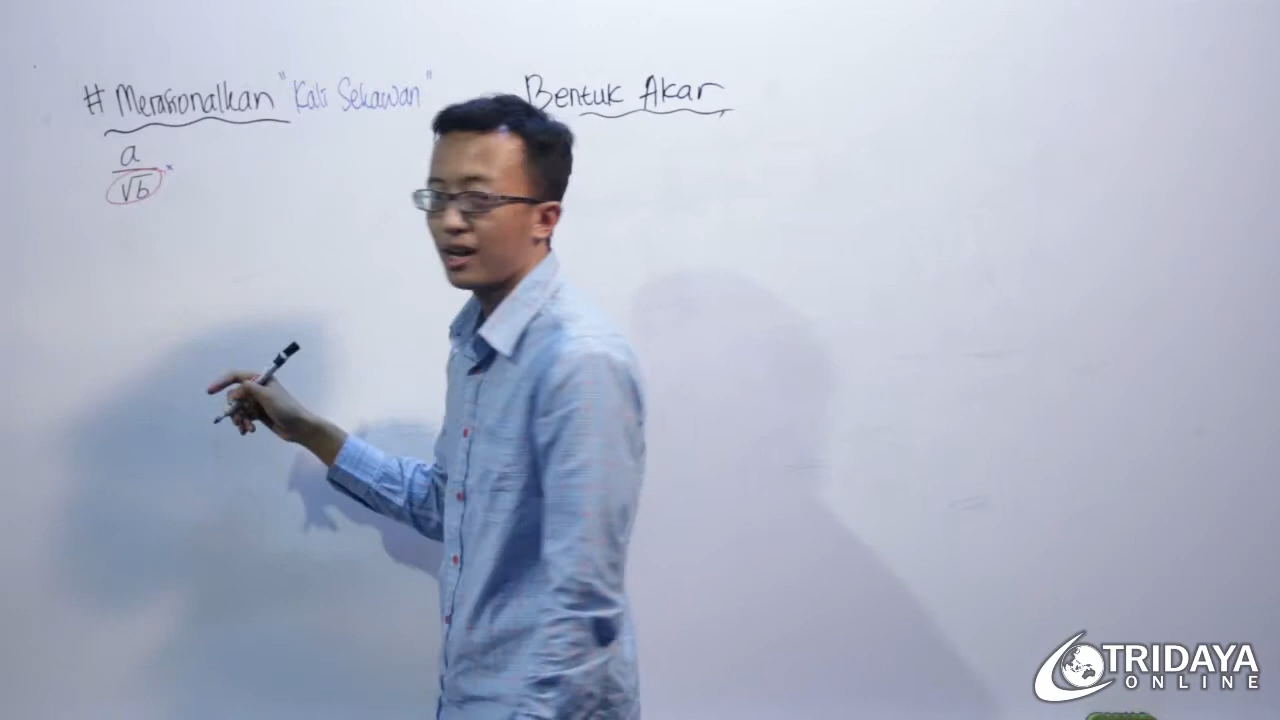 # Merasionalkan "Kali Sekawan" Bentuk Akar
a
√b x
TRIDAYA
ONLINE